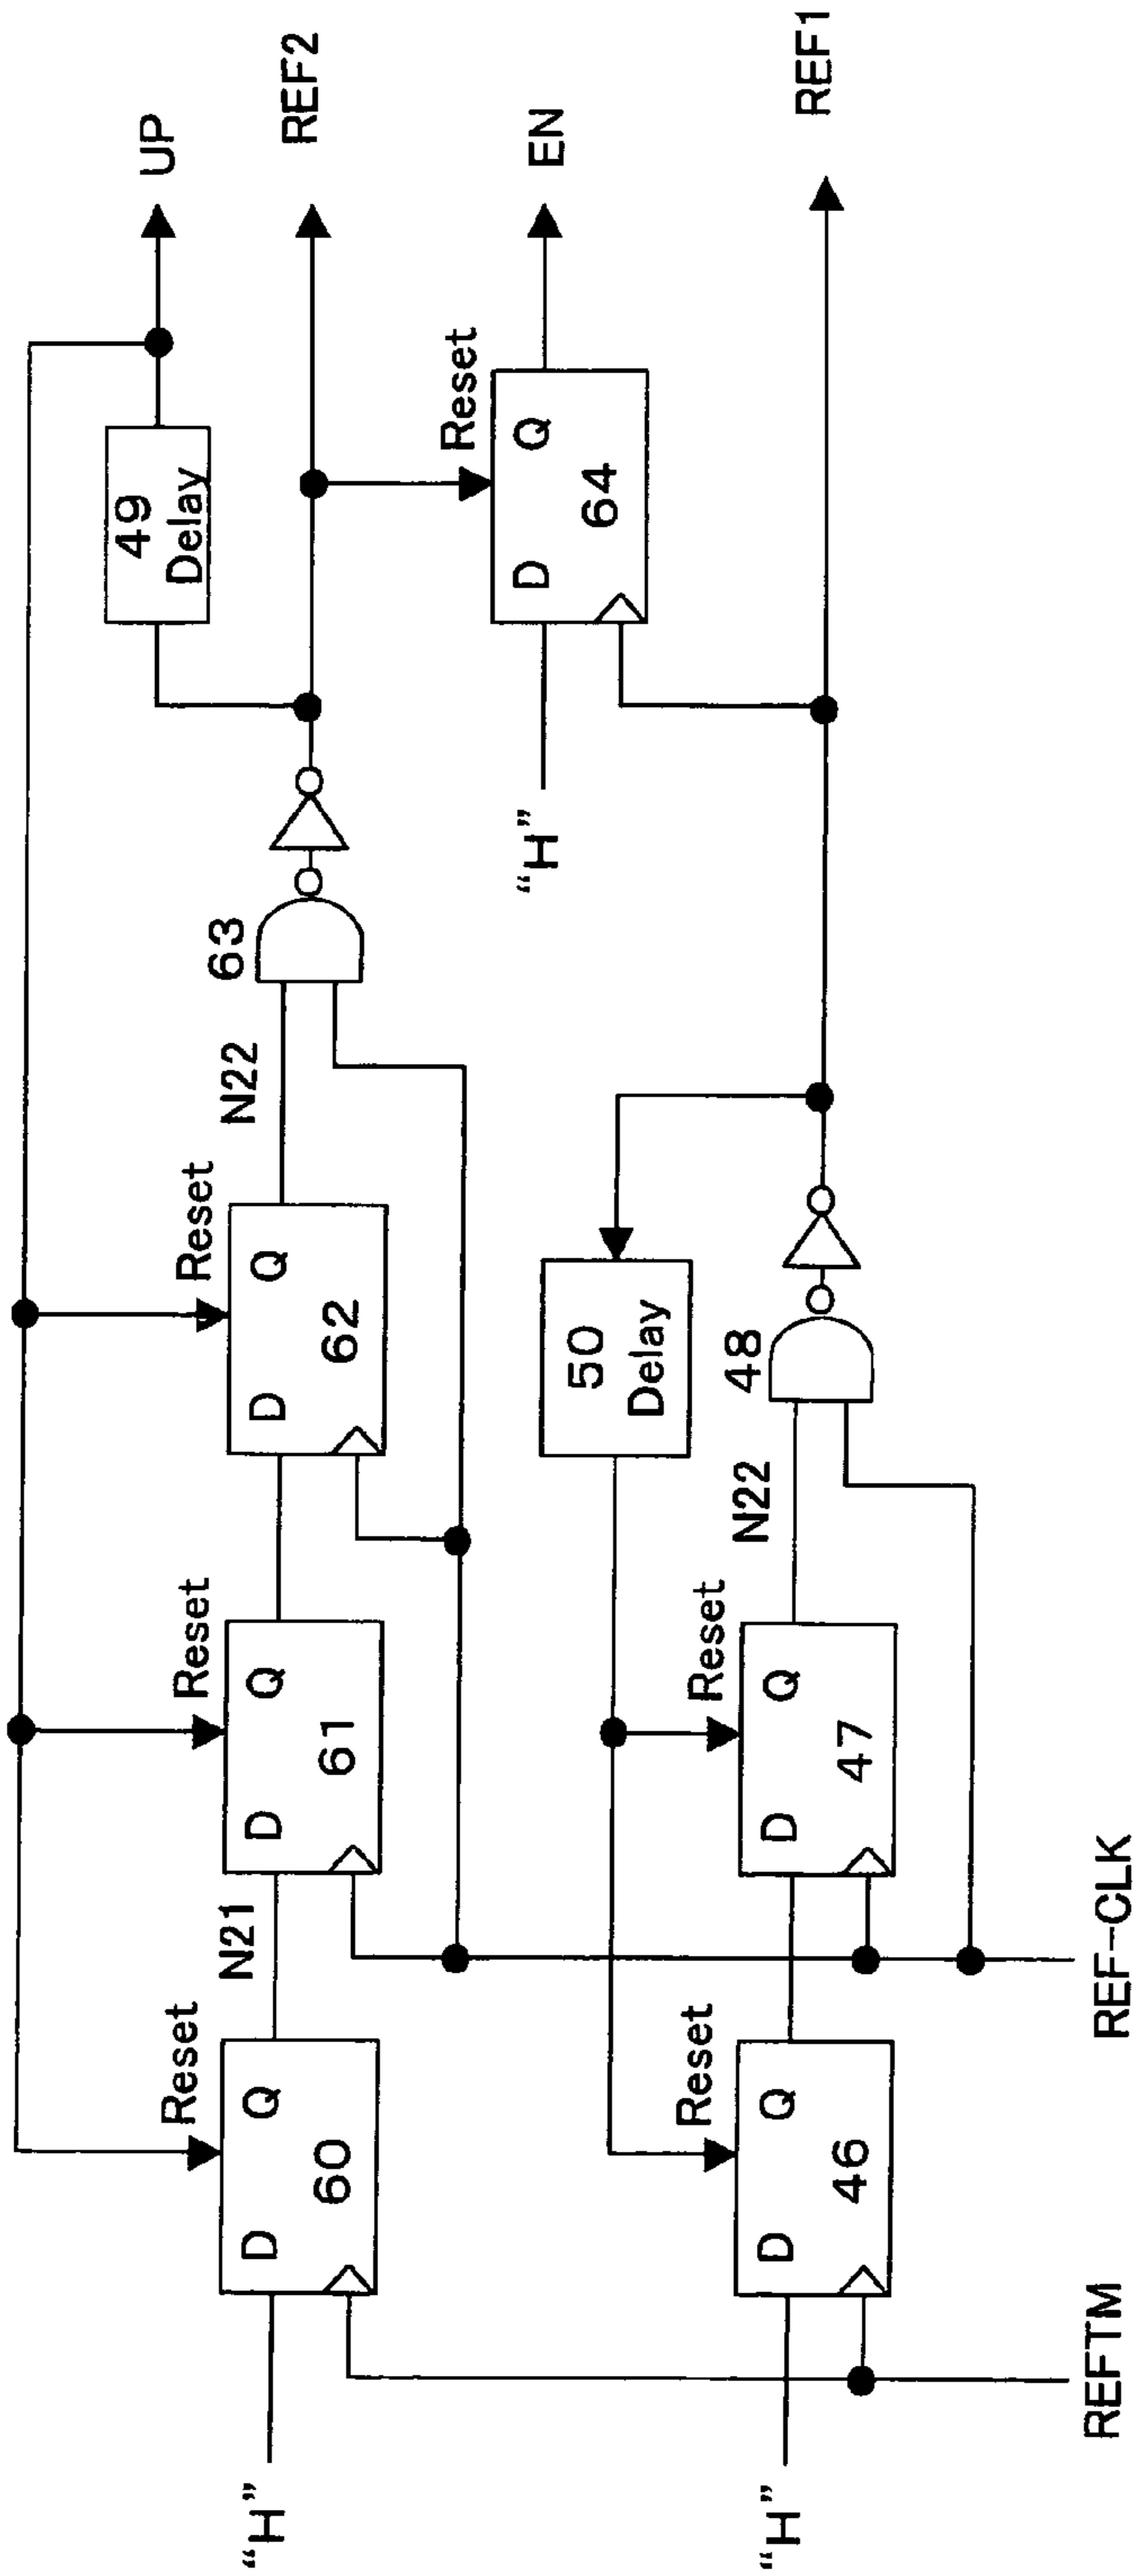 UP
49
Delay
REF2
63
N22
Reset
D Q
62
Reset
D Q
61
N21
Reset
D Q
60
"H"
Reset
D Q
64
EN
"H"
50
Delay
REF1
48
N22
Reset
D Q
47
Reset
D Q
46
"H"
REFTM
REF-CLK